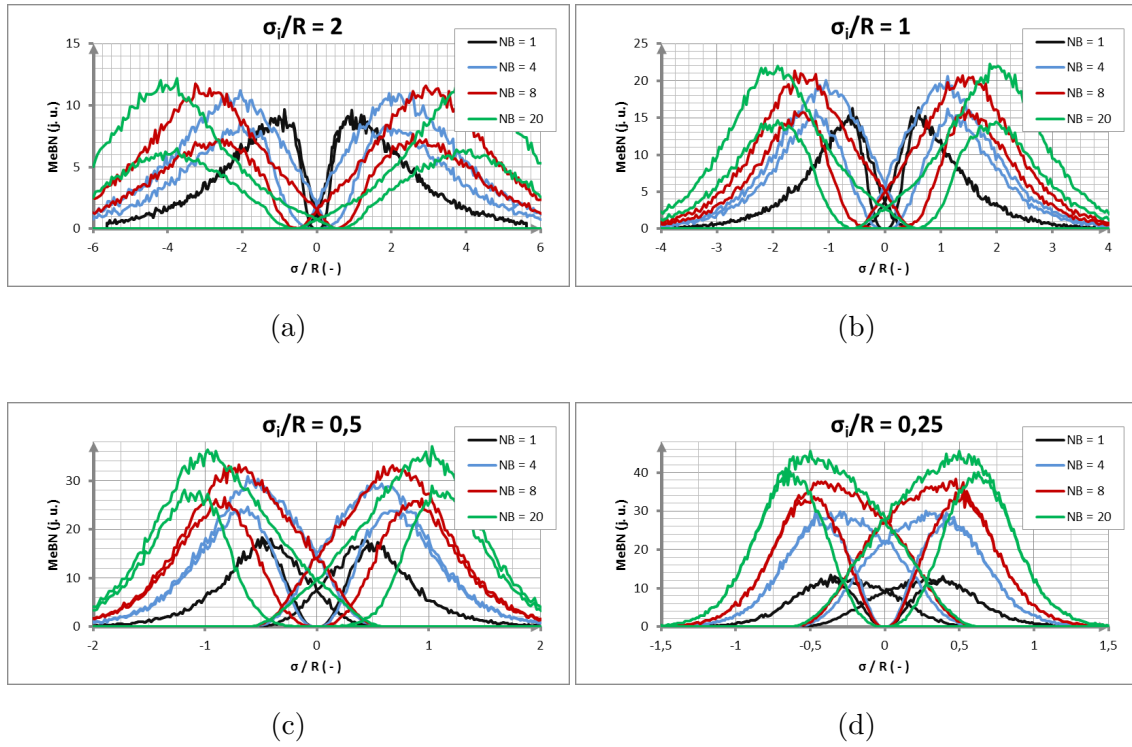 σᵢ/R = 2
MeBN (j. u.)
15
10
5
0
-6
-4
-2
0
2
4
6
σ / R ( - )
NB = 1
NB = 4
NB = 8
NB = 20
(a)
σᵢ/R = 1
MeBN (j. u.)
25
20
15
10
5
0
-4
-3
-2
-1
0
1
2
3
4
σ / R ( - )
NB = 1
NB = 4
NB = 8
NB = 20
(b)
σᵢ/R = 0,5
MeBN (j. u.)
30
20
10
0
-2
-1
0
1
2
σ / R ( - )
NB = 1
NB = 4
NB = 8
NB = 20
(c)
σᵢ/R = 0,25
MeBN (j. u.)
40
30
20
10
0
-1,5
-1
-0,5
0
0,5
1
1,5
σ / R ( - )
NB = 1
NB = 4
NB = 8
NB = 20
(d)